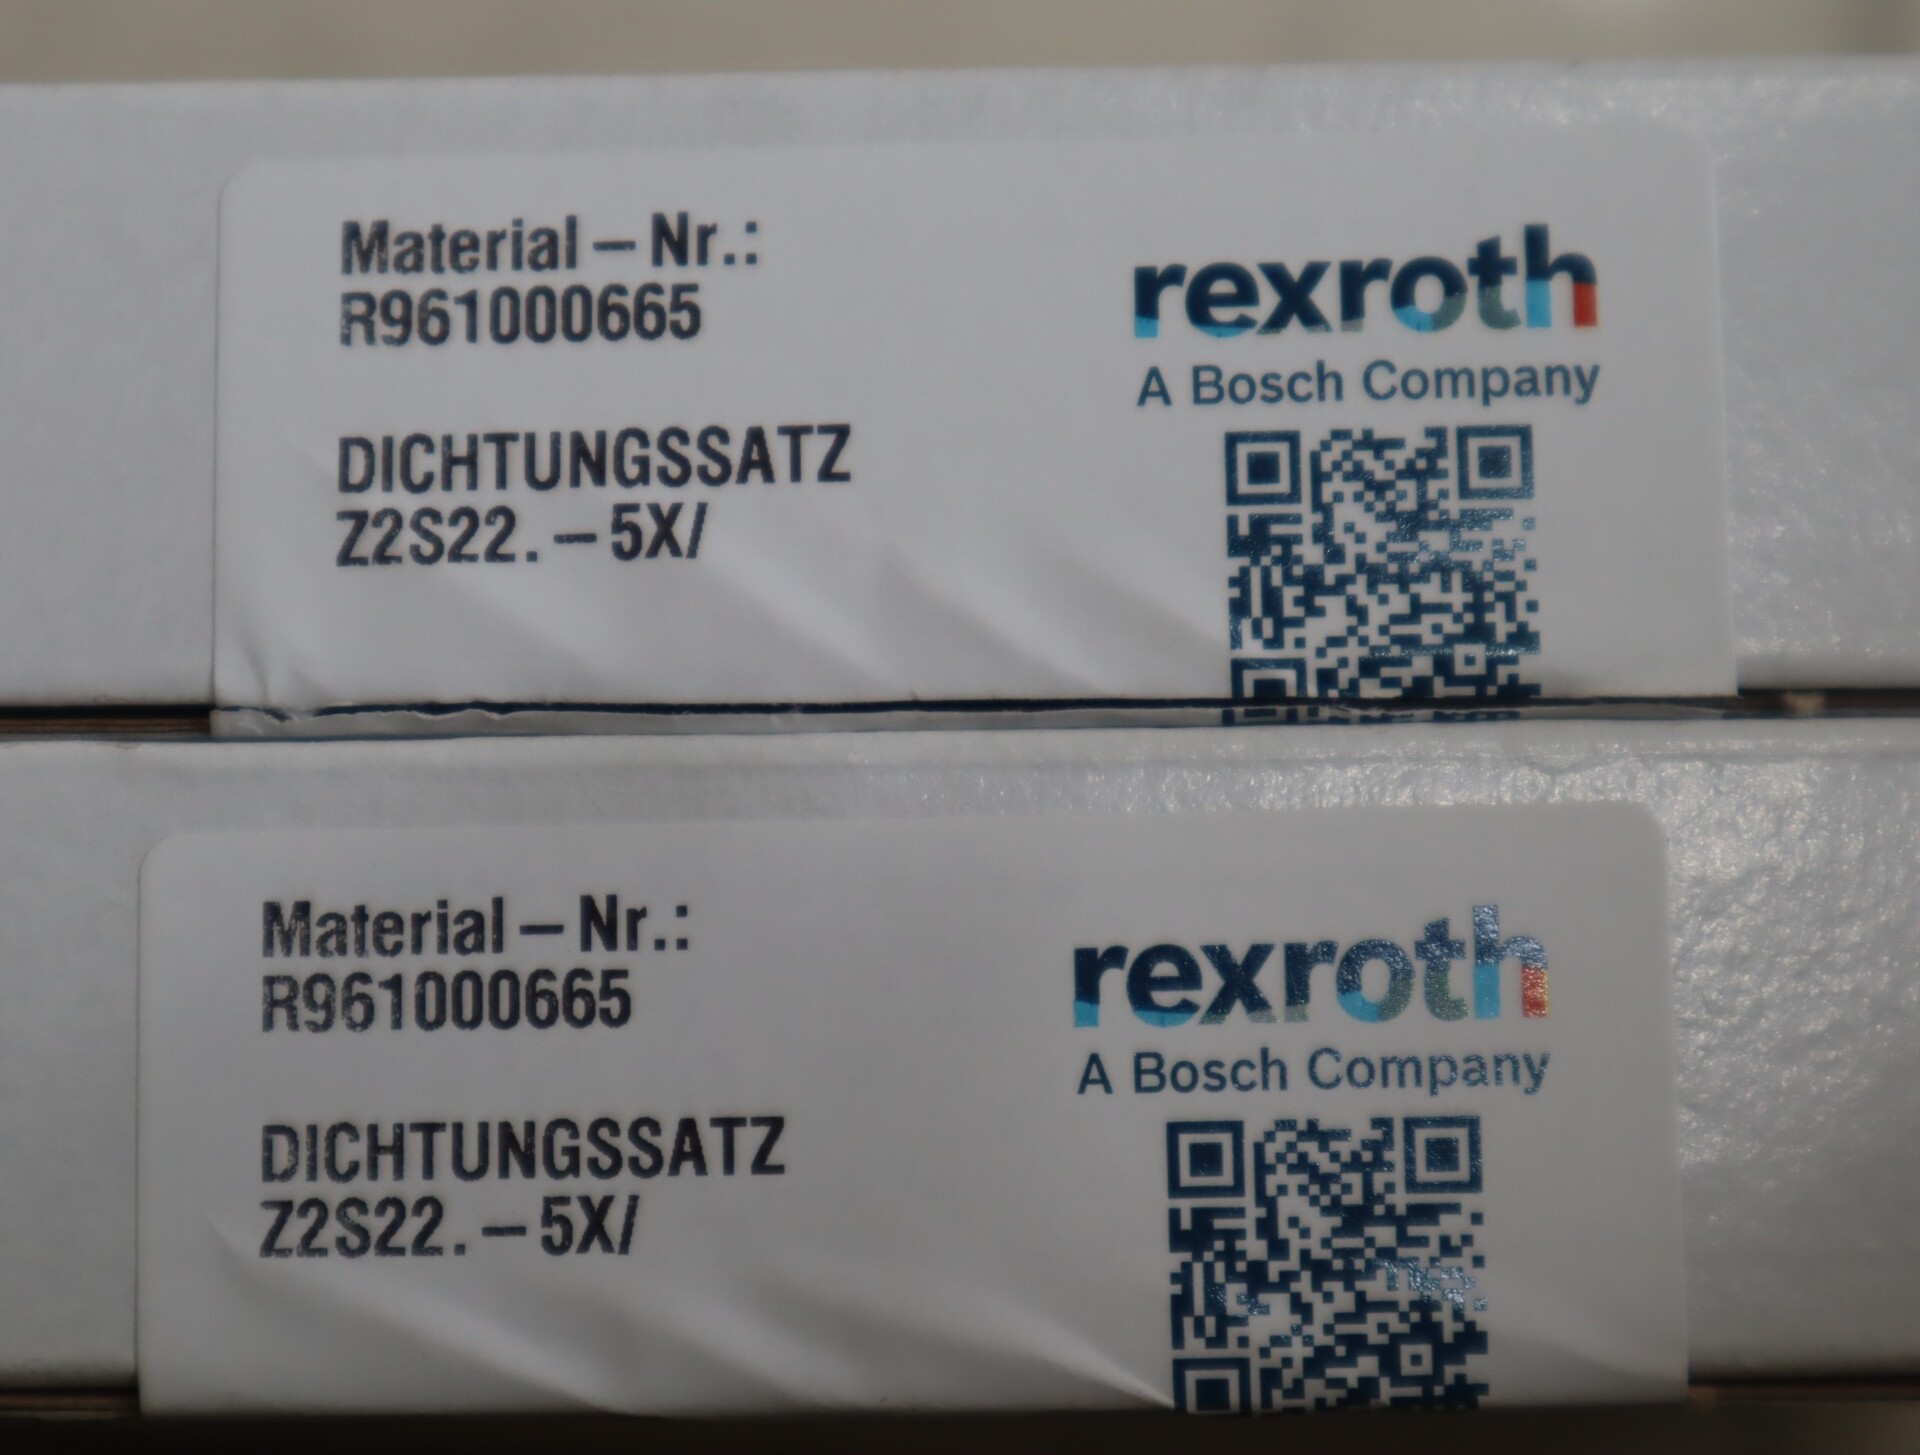 Material – Nr.:
R961000665
DICHTUNGSSATZ
Z2S22. – 5X/
rexroth
A Bosch Company
Material – Nr.:
R961000665
DICHTUNGSSATZ
Z2S22. – 5X/
rexroth
A Bosch Company